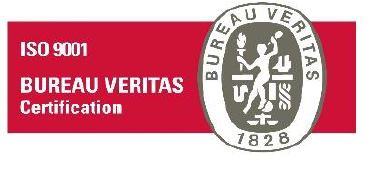 ISO 9001
BUREAU VERITAS
Certification
BUREAU VERITAS
1828